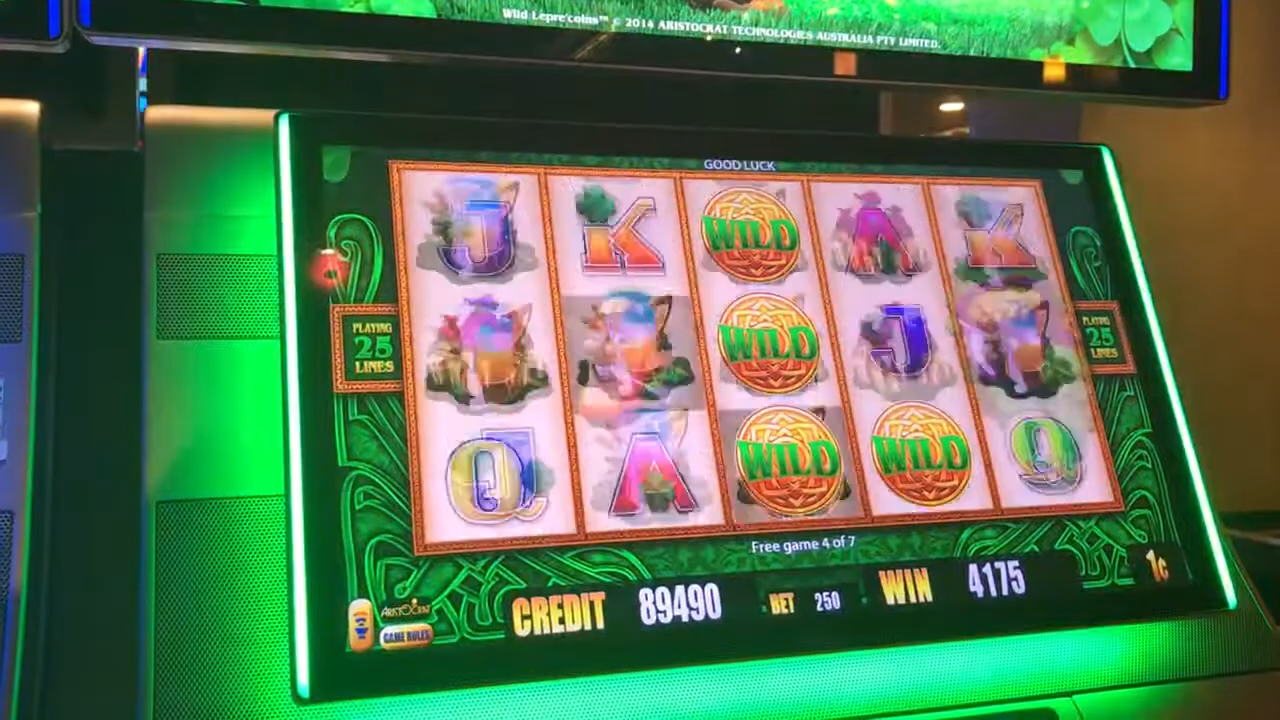 Wild Lepre'coins™ © 2014 ARISTOCRAT TECHNOLOGIES AUSTRALIA PTY LIMITED.
GOOD LUCK
J K WILD A K
PLAYING
25
LINES
WILD J
PLAYING
25
LINES
Q A WILD WILD Q
Free game 4 of 7
CREDIT 89490 BET 250 WIN 4175 1c
ARISTOCRAT
GAME RULES